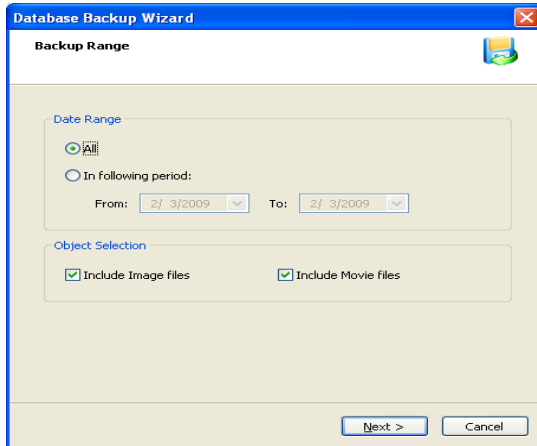 Database Backup Wizard
Backup Range
Date Range
All
In following period:
From: 2/ 3/2009 To: 2/ 3/2009
Object Selection
Include Image files Include Movie files
Next > Cancel